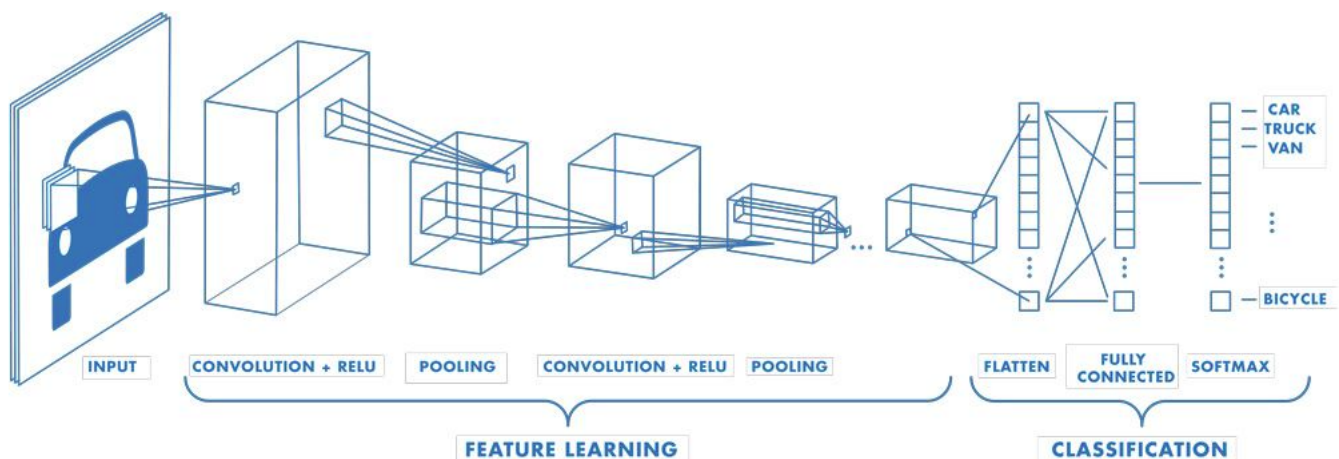 CAR
TRUCK
VAN
BICYCLE
INPUT
CONVOLUTION + RELU
POOLING
CONVOLUTION + RELU
POOLING
FLATTEN
FULLY
CONNECTED
SOFTMAX
FEATURE LEARNING
CLASSIFICATION